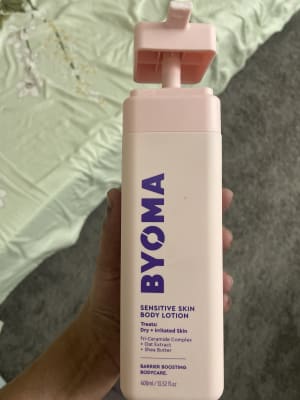 BYOMA
SENSITIVE SKIN
BODY LOTION
Treats:
Dry + Irritated Skin
Tri-Ceramide Complex
+ Oat Extract
+ Shea Butter
BARRIER BOOSTING
BODYCARE.
400ml / 13.52 fl.oz